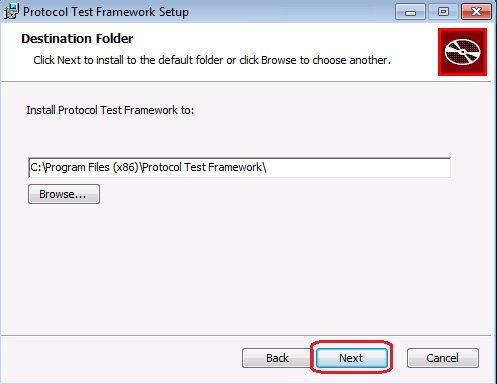 Protocol Test Framework Setup
Destination Folder
Click Next to install to the default folder or click Browse to choose another.
Install Protocol Test Framework to:
C:\Program Files (x86)\Protocol Test Framework\
Browse...
Back Next Cancel